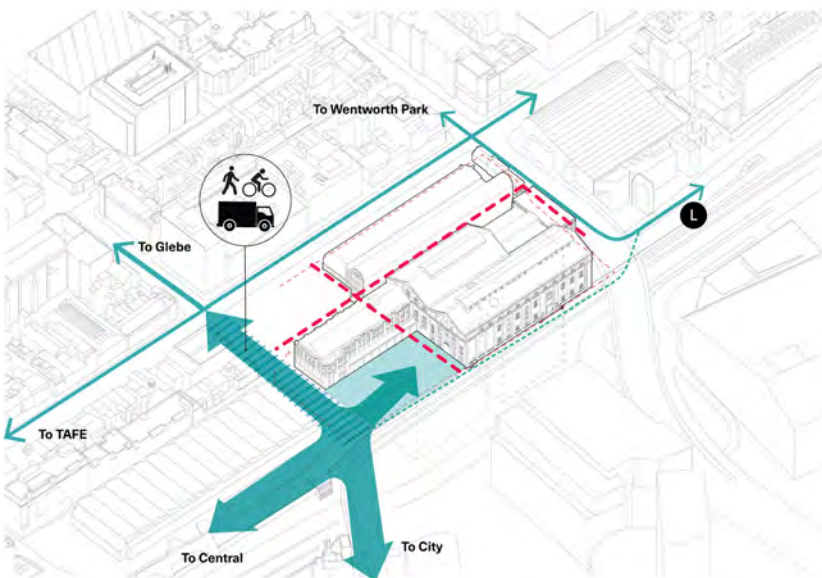 To Wentworth Park
L
To Glebe
To TAFE
To Central
To City